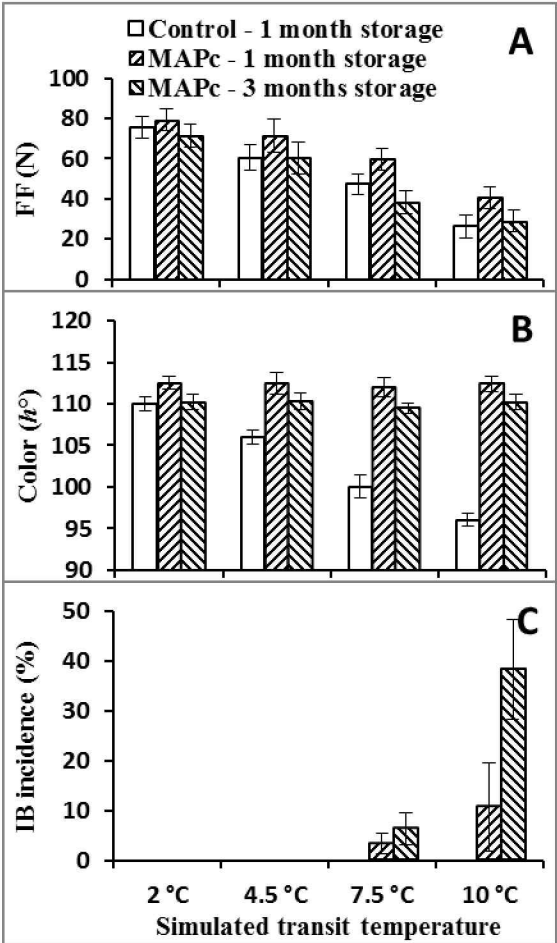 Control - 1 month storage
MAPc - 1 month storage
MAPc - 3 months storage
A
100
80
60
40
20
0
FF (N)
B
120
115
110
105
100
95
90
Color (h°)
C
50
40
30
20
10
0
IB incidence (%)
2 °C 4.5 °C 7.5 °C 10 °C
Simulated transit temperature